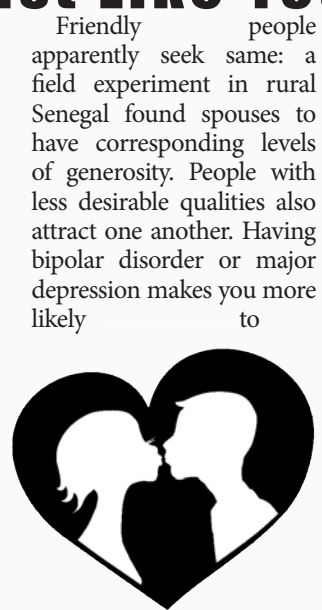 Friendly people
apparently seek same: a
field experiment in rural
Senegal found spouses to
have corresponding levels
of generosity. People with
less desirable qualities also
attract one another. Having
bipolar disorder or major
depression makes you more
likely to